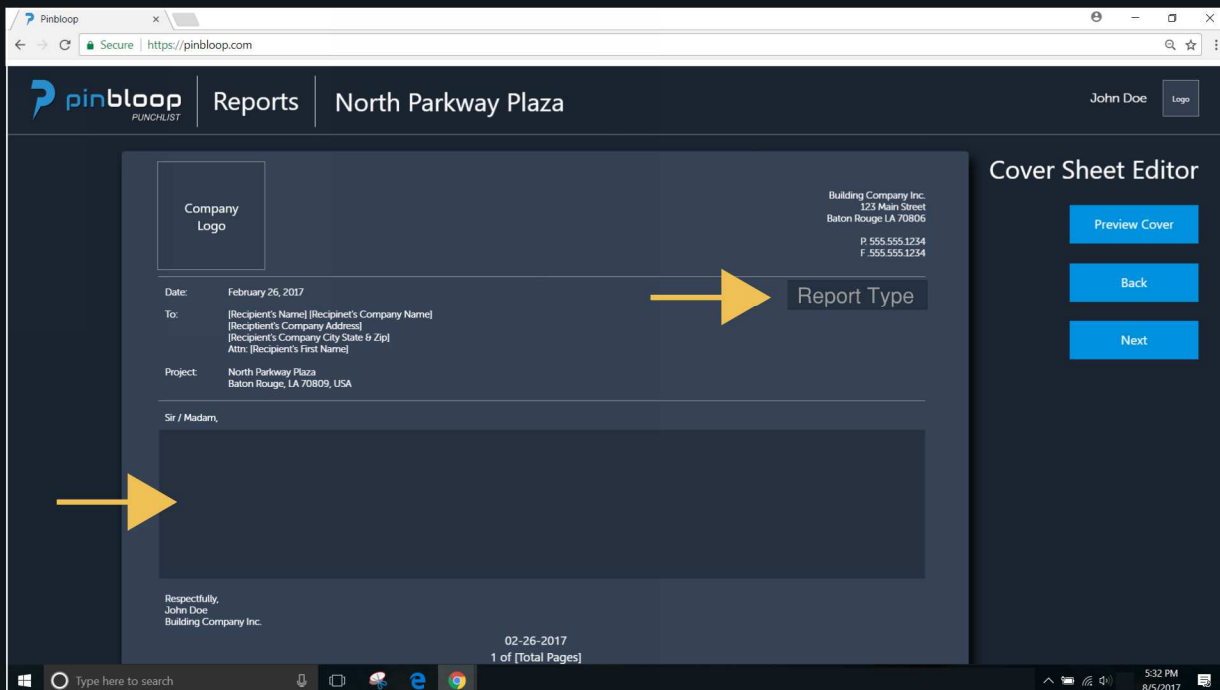 Pinbloop
Secure | https://pinbloop.com
pinbloop
PUNCHLIST
Reports
North Parkway Plaza
John Doe
Logo
Cover Sheet Editor
Company
Logo
Building Company Inc.
123 Main Street
Baton Rouge LA 70806
P. 555.555.1234
F .555.555.1234
Preview Cover
Back
Next
Date: February 26, 2017
Report Type
To: [Recipient's Name] [Recipinet's Company Name]
[Recipient's Company Address]
[Recipient's Company City State & Zip]
Attn: [Recipient's First Name]
Project: North Parkway Plaza
Baton Rouge, LA 70809, USA
Sir / Madam,
Respectfully,
John Doe
Building Company Inc.
02-26-2017
1 of [Total Pages]
Type here to search
5:32 PM
8/5/2017